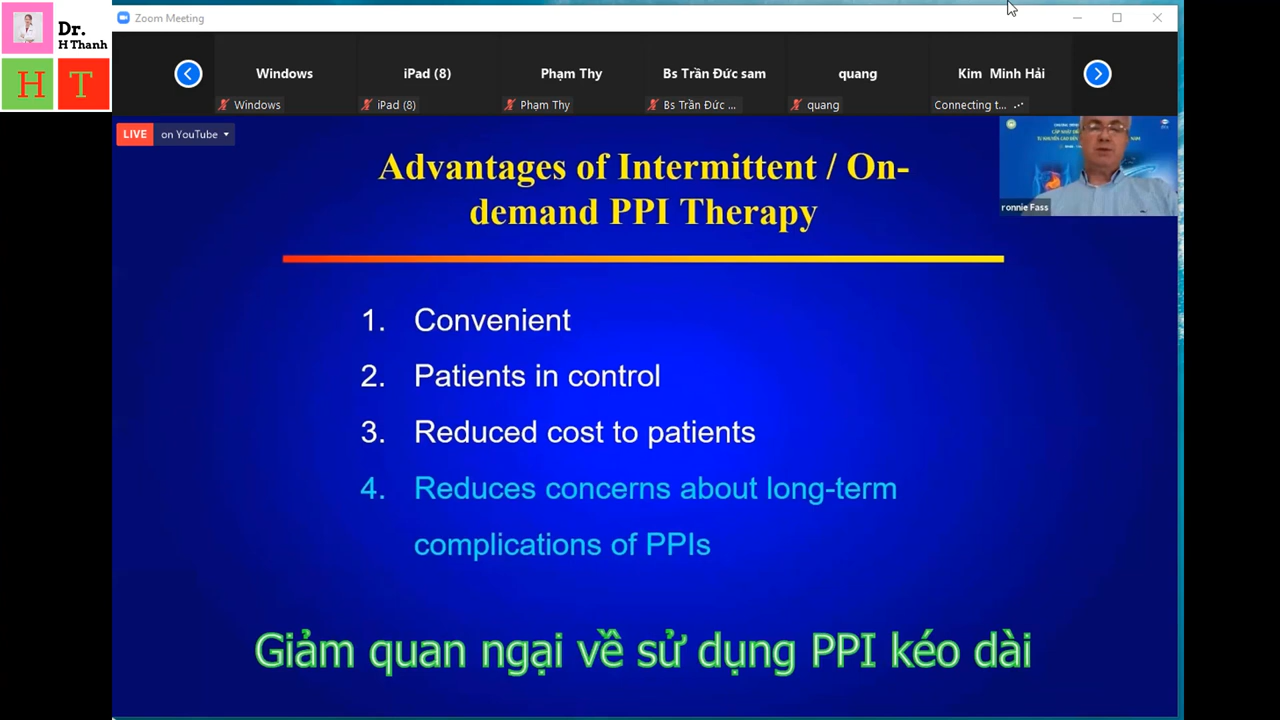 Dr.
H Thanh
H T
Zoom Meeting
Windows
iPad (8)
Phạm Thy
Bs Trần Đức sam
quang
Kim Minh Hải
Windows
iPad (8)
Phạm Thy
Bs Trần Đức ...
quang
Connecting t...
LIVE on YouTube
ronnie Fass
Advantages of Intermittent / On-
demand PPI Therapy
1. Convenient
2. Patients in control
3. Reduced cost to patients
4. Reduces concerns about long-term
complications of PPIs
Giảm quan ngại về sử dụng PPI kéo dài